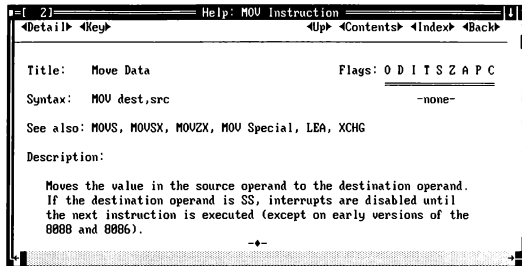 [ 2] Help: MOV Instruction
◄Detail► ◄Key► ◄Up► ◄Contents► ◄Index► ◄Back►
Title: Move Data Flags: O D I T S Z A P C
Syntax: MOV dest,src -none-
See also: MOVS, MOVSX, MOVZX, MOV Special, LEA, XCHG
Description:
Moves the value in the source operand to the destination operand.
If the destination operand is SS, interrupts are disabled until
the next instruction is executed (except on early versions of the
8088 and 8086).